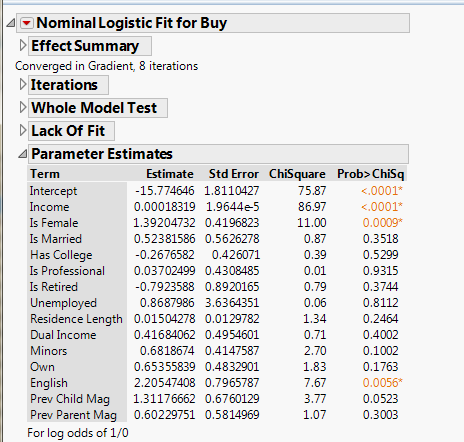 Nominal Logistic Fit for Buy
Effect Summary
Converged in Gradient, 8 iterations
Iterations
Whole Model Test
Lack Of Fit
Parameter Estimates
Term Estimate Std Error ChiSquare Prob>ChiSq
Intercept -15.774646 1.8110427 75.87 <.0001*
Income 0.00018319 1.9644e-5 86.97 <.0001*
Is Female 1.39204732 0.4196823 11.00 0.0009*
Is Married 0.52381586 0.5626278 0.87 0.3518
Has College -0.2676582 0.426071 0.39 0.5299
Is Professional 0.03702499 0.4308485 0.01 0.9315
Is Retired -0.7923588 0.8920165 0.79 0.3744
Unemployed 0.8687986 3.6364351 0.06 0.8112
Residence Length 0.01504278 0.0129782 1.34 0.2464
Dual Income 0.41684062 0.4954601 0.71 0.4002
Minors 0.6818674 0.4147587 2.70 0.1002
Own 0.65355839 0.4832901 1.83 0.1763
English 2.20547408 0.7965787 7.67 0.0056*
Prev Child Mag 1.31176662 0.6760129 3.77 0.0523
Prev Parent Mag 0.60229751 0.5814969 1.07 0.3003
For log odds of 1/0